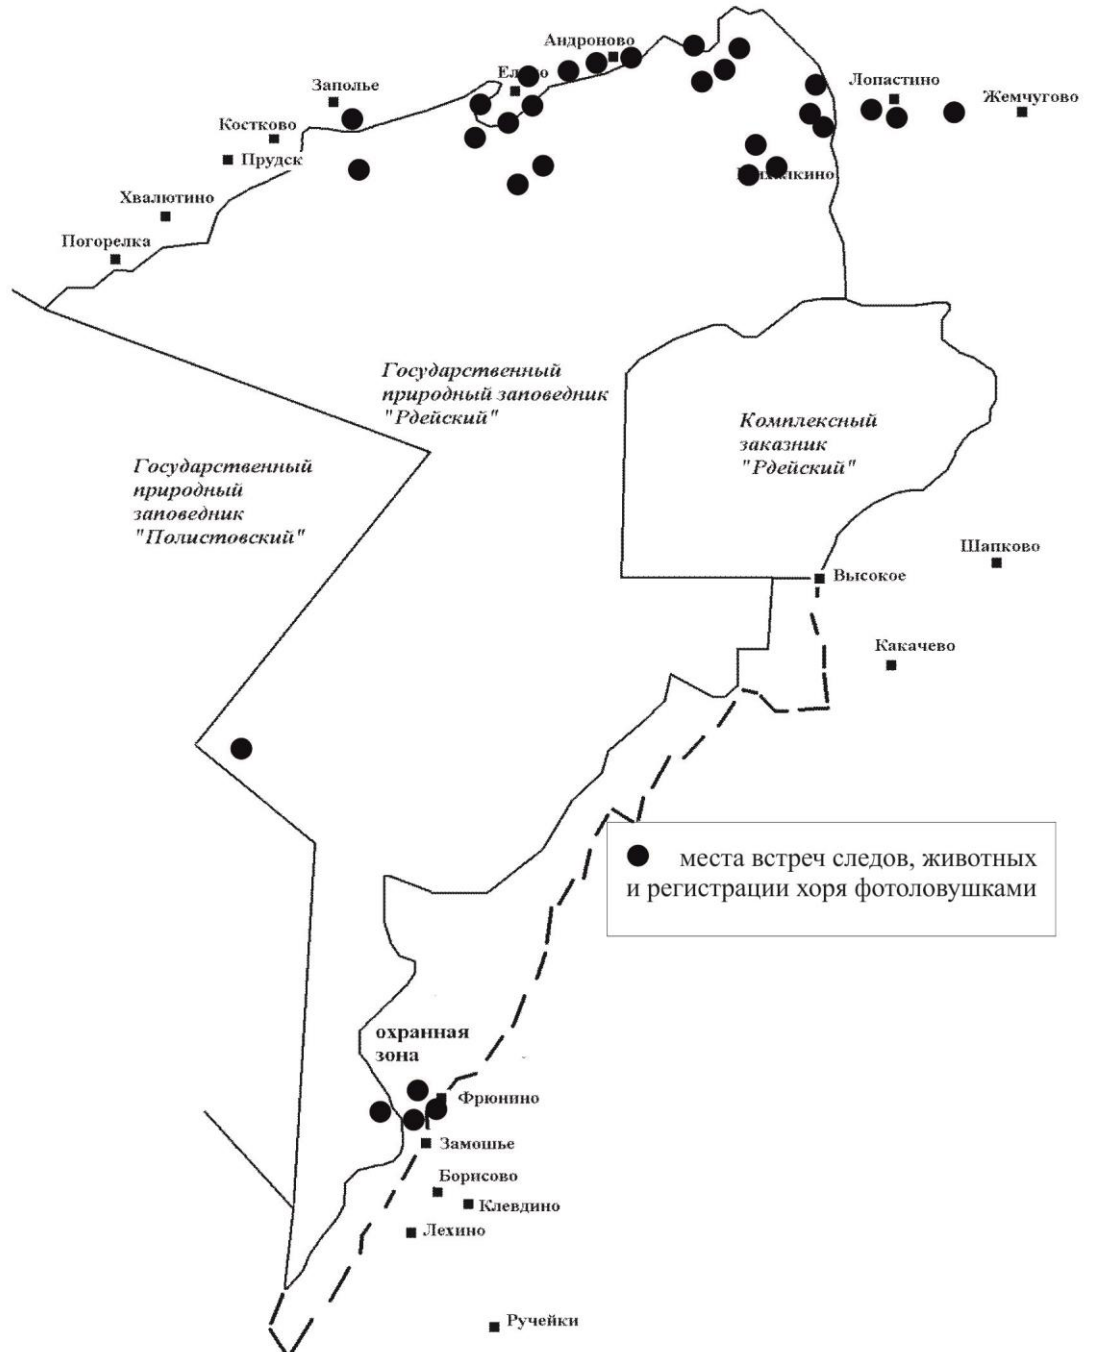 Андроново
Заполье
Лопастино
Жемчугово
Костково
Прудск
Хвалютино
Погорелка
Государственный
природный заповедник
"Рдейский"
Комплексный
заказник
"Рдейский"
Государственный
природный
заповедник
"Полистовский"
Шапково
Высокое
Какачево
места встреч следов, животных
и регистрации хоря фотоловушками
охранная
зона
Фрюнино
Замошье
Борисово
Клевдино
Лехино
Ручейки